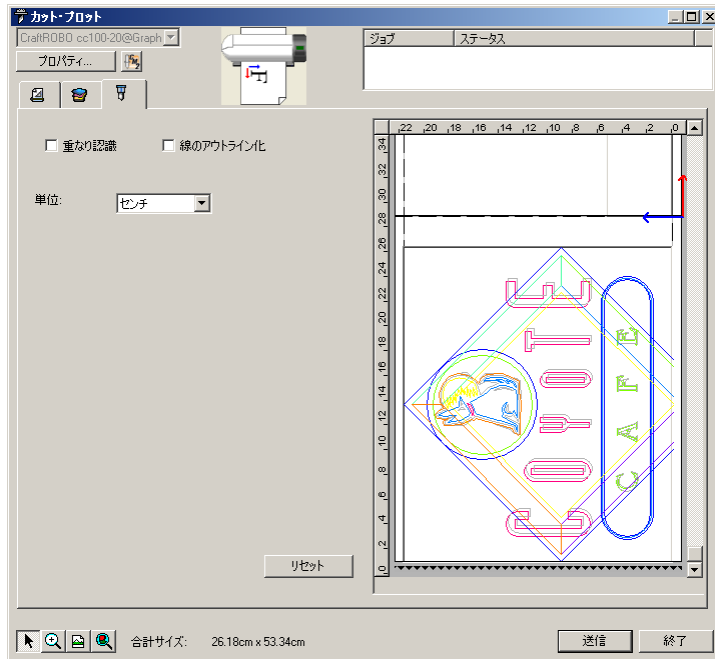 カット・プロット
CraftROBO cc100-20@Graph
プロパティ...
ジョブ ステータス
重なり認識 線のアウトライン化
単位: センチ
22 20 18 16 14 12 10 8 6 4 2 0
34
32
30
28
26
24
22
20
18
16
14
12
10
8
6
4
2
0
COYOTE
CAFE
リセット
合計サイズ: 26.18cm x 53.34cm
送信 終了